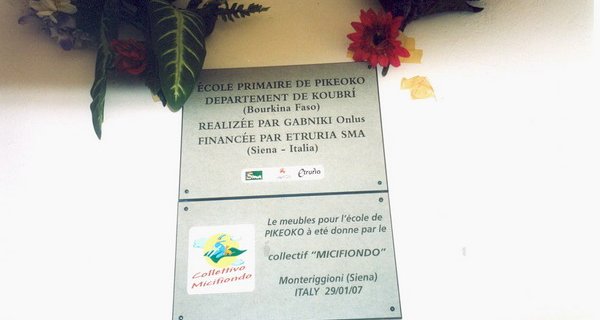 ÉCOLE PRIMAIRE DE PIKEOKO
DEPARTEMENT DE KOUBRÍ
(Bourkina Faso)
REALIZÉE PAR GABNIKI Onlus
FINANCÉE PAR ETRURIA SMA
(Siena - Italia)
Sma
etruria
Le meubles pour l'école de
PIKEOKO à eté donne par le
collectif "MICIFIONDO"
Monteriggioni (Siena)
ITALY 29/01/07
Collettivo
Micifiondo